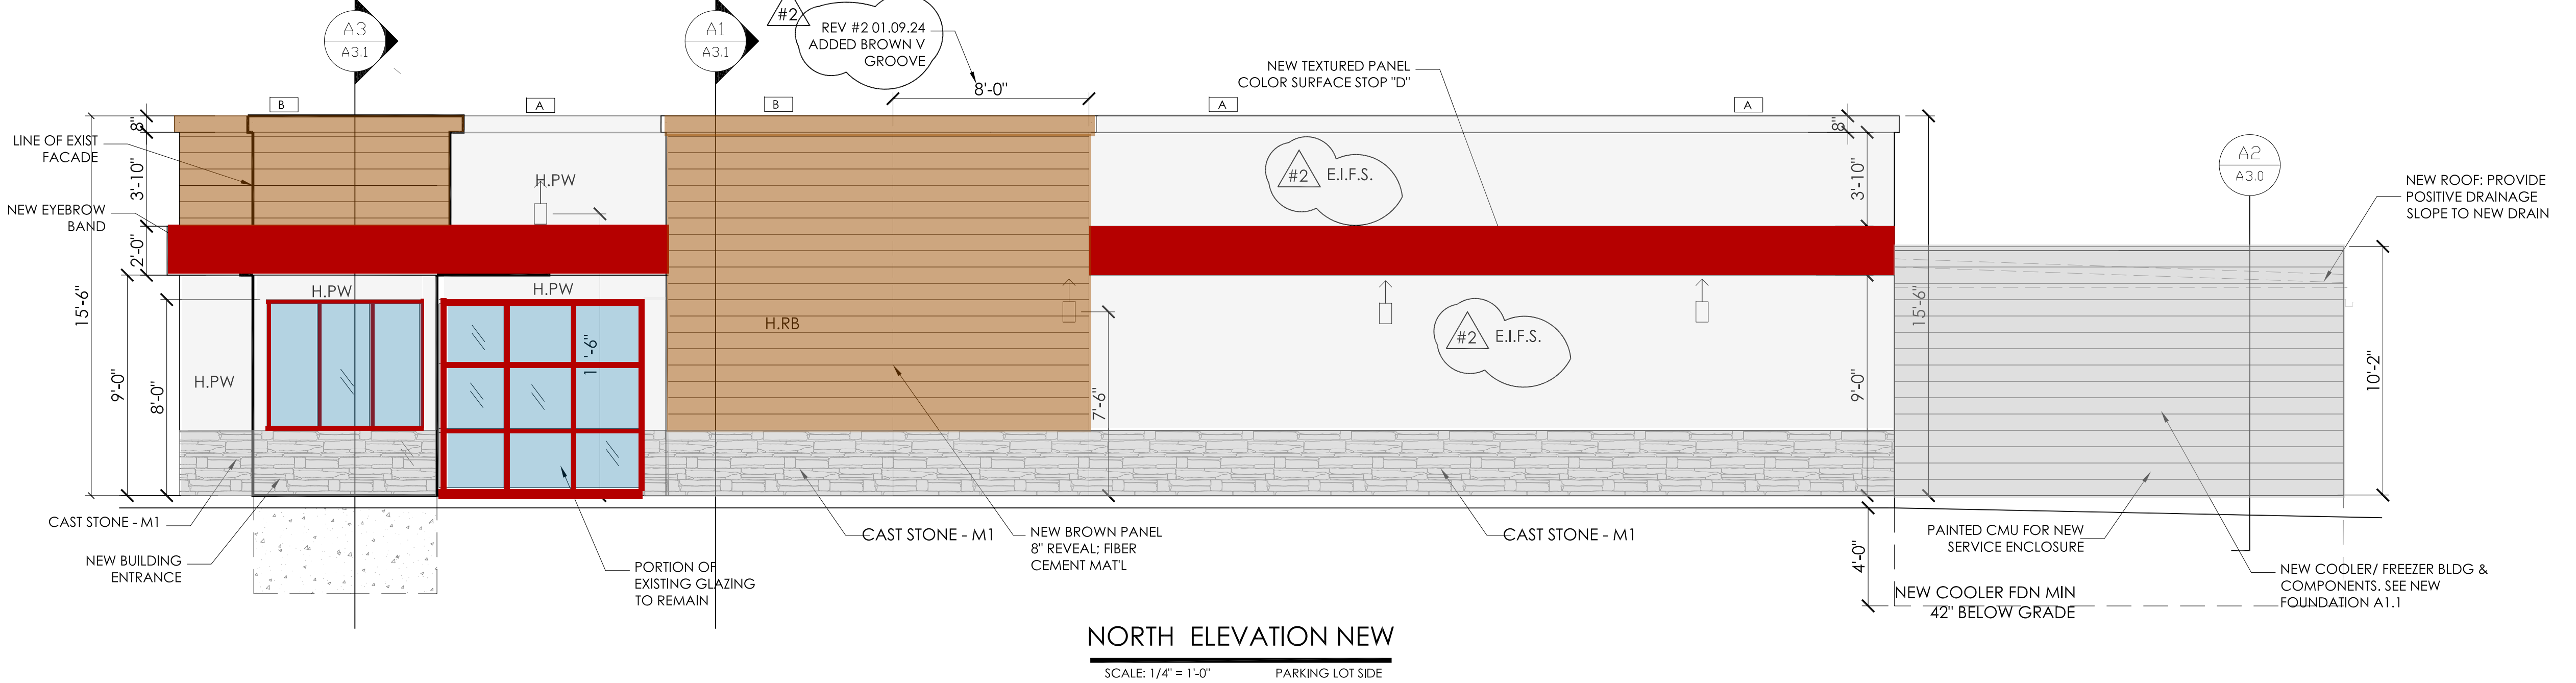 A3
A3.1
A1
A3.1
#2
REV #2 01.09.24
ADDED BROWN V
GROOVE
8'-0"
NEW TEXTURED PANEL
COLOR SURFACE STOP "D"
B
A
B
A
A
8"
8"
LINE OF EXIST
FACADE
3'-10"
H.PW
#2
E.I.F.S.
3'-10"
A2
A3.0
NEW ROOF: PROVIDE
POSITIVE DRAINAGE
SLOPE TO NEW DRAIN
NEW EYEBROW
BAND
2'-0"
15'-6"
H.PW
H.PW
H.RB
#2
E.I.F.S.
15'-6"
9'-0"
8'-0"
H.PW
7'-6"
9'-0"
10'-2"
CAST STONE - M1
NEW BUILDING
ENTRANCE
PORTION OF
EXISTING GLAZING
TO REMAIN
CAST STONE - M1
NEW BROWN PANEL
8" REVEAL; FIBER
CEMENT MAT'L
CAST STONE - M1
4'-0"
PAINTED CMU FOR NEW
SERVICE ENCLOSURE
NEW COOLER FDN MIN
42" BELOW GRADE
NEW COOLER/ FREEZER BLDG &
COMPONENTS. SEE NEW
FOUNDATION A1.1
NORTH ELEVATION NEW
SCALE: 1/4" = 1'-0" PARKING LOT SIDE